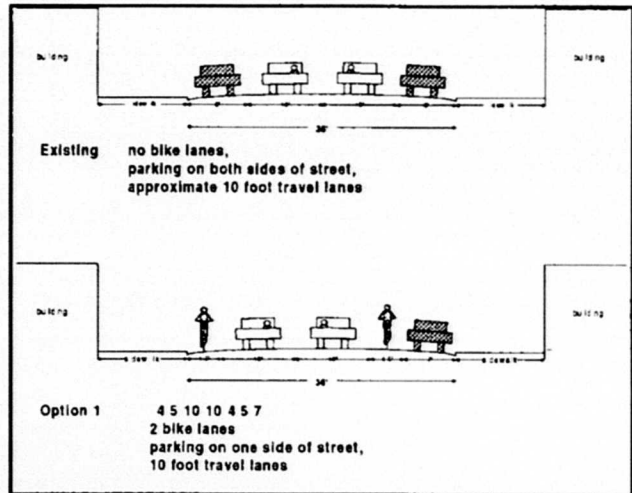 building
building
36'
Existing no bike lanes,
parking on both sides of street,
approximate 10 foot travel lanes
building
building
36'
Option 1 4 5 10 10 4 5 7
2 bike lanes
parking on one side of street,
10 foot travel lanes